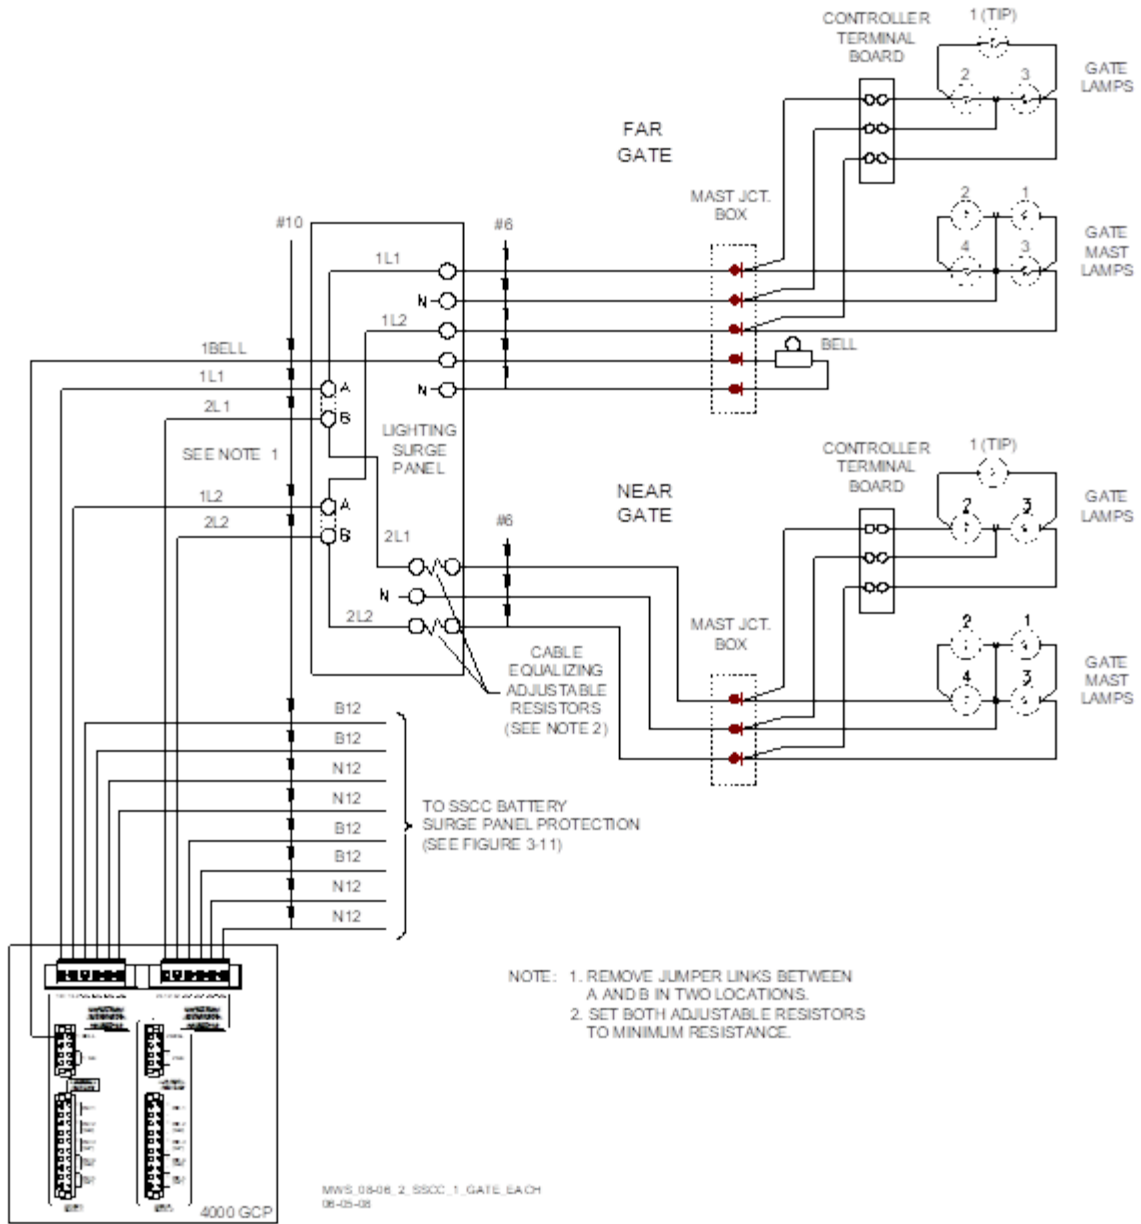 CONTROLLER
TERMINAL
BOARD
1 (TIP)
2
3
GATE
LAMPS
FAR
GATE
MAST JCT.
BOX
2
1
4
3
GATE
MAST
LAMPS
#10
#6
1L1
N
1L2
1BELL
BELL
1L1
A
N
2L1
B
LIGHTING
SURGE
PANEL
SEE NOTE 1
1L2
A
2L2
B
NEAR
GATE
CONTROLLER
TERMINAL
BOARD
1 (TIP)
2
3
GATE
LAMPS
#6
2L1
N
2L2
MAST JCT.
BOX
2
1
4
3
GATE
MAST
LAMPS
CABLE
EQUALIZING
ADJUSTABLE
RESISTORS
(SEE NOTE 2)
B12
B12
N12
N12
B12
B12
N12
N12
TO SSCC BATTERY
SURGE PANEL PROTECTION
(SEE FIGURE 3-11)
NOTE: 1. REMOVE JUMPER LINKS BETWEEN
A AND B IN TWO LOCATIONS.
2. SET BOTH ADJUSTABLE RESISTORS
TO MINIMUM RESISTANCE.
4000 GCP
MWS_08-06_2_SSCC_1_GATE_EACH
06-05-08